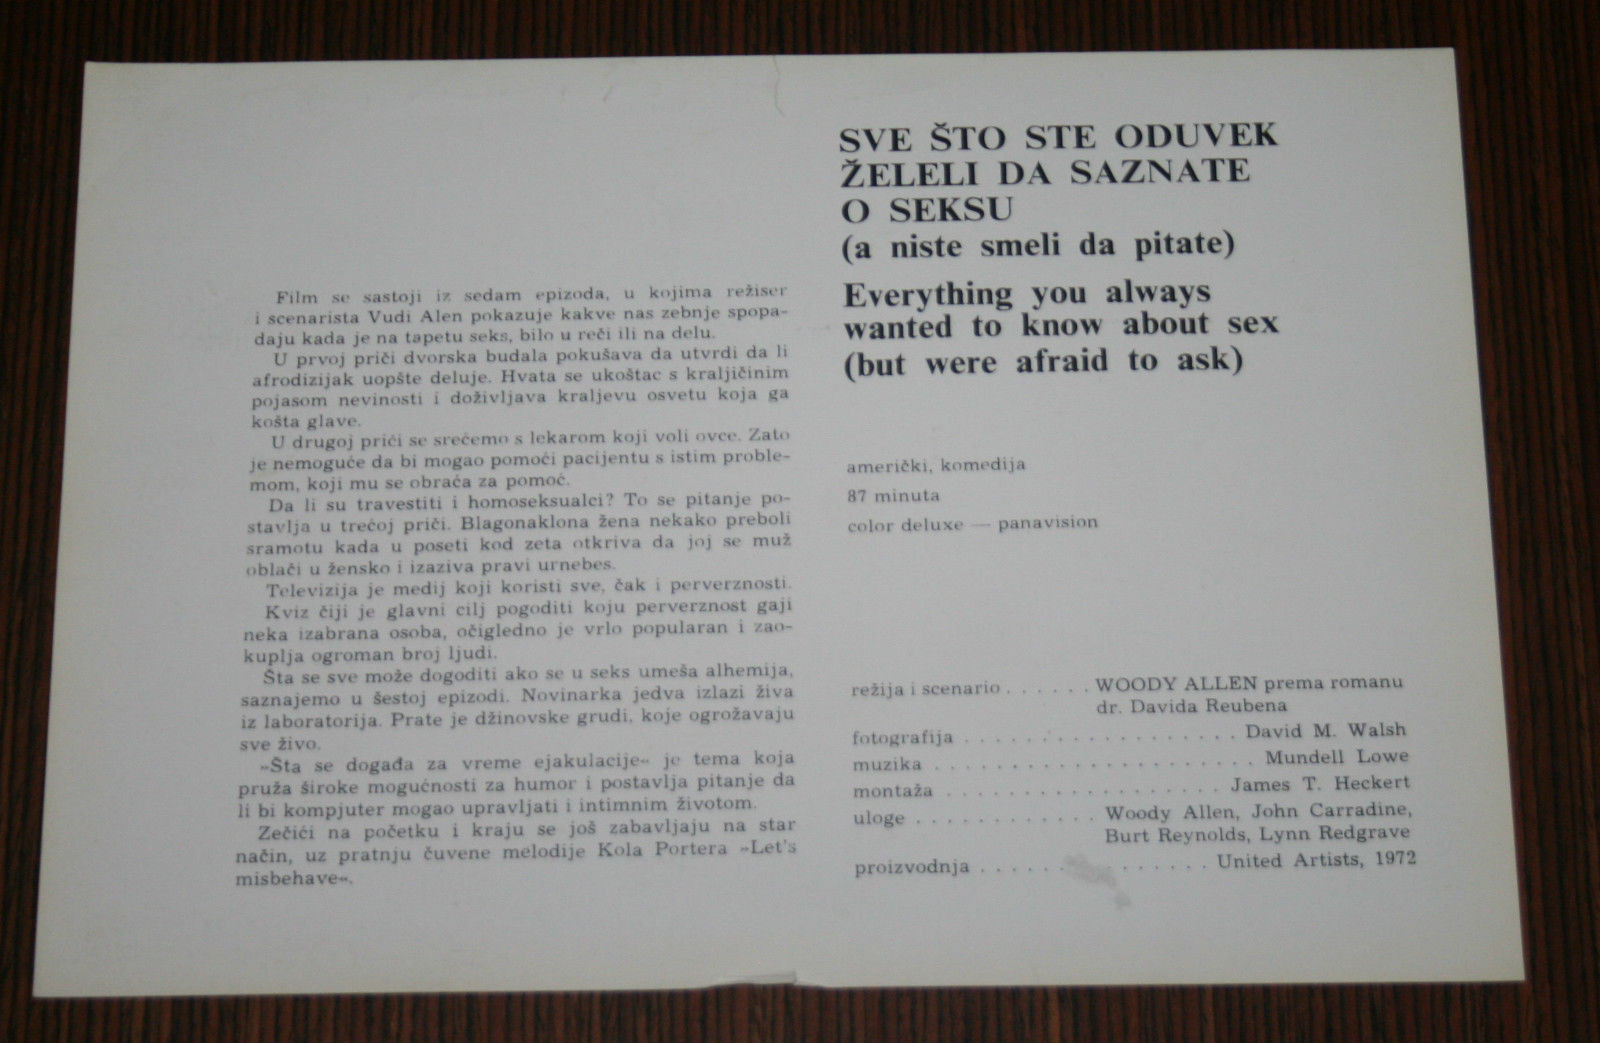 Film se sastoji iz sedam epizoda, u kojima režiser
i scenarista Vudi Alen pokazuje kakve nas zebnje spopa-
daju kada je na tapetu seks, bilo u reči ili na delu.
U prvoj priči dvorska budala pokušava da utvrdi da li
afrodizijak uopšte deluje. Hvata se ukoštac s kraljičinim
pojasom nevinosti i doživljava kraljevu osvetu koja ga
košta glave.
U drugoj priči se srećemo s lekarom koji voli ovce. Zato
je nemoguće da bi mogao pomoći pacijentu s istim proble-
mom, koji mu se obraća za pomoć.
Da li su travestiti i homoseksualci? To se pitanje po-
stavlja u trećoj priči. Blagonaklona žena nekako preboli
sramotu kada u poseti kod zeta otkriva da joj se muž
oblači u žensko i izaziva pravi urnebes.
Televizija je medij koji koristi sve, čak i perverznosti.
Kviz čiji je glavni cilj pogoditi koju perverznost gaji
neka izabrana osoba, očigledno je vrlo popularan i zao-
kuplja ogroman broj ljudi.
Šta se sve može dogoditi ako se u seks umeša alhemija,
saznajemo u šestoj epizodi. Novinarka jedva izlazi živa
iz laboratorija. Prate je džinovske grudi, koje ogrožavaju
sve živo.
»Šta se događa za vreme ejakulacije« je tema koja
pruža široke mogućnosti za humor i postavlja pitanje da
li bi kompjuter mogao upravljati i intimnim životom.
Zečići na početku i kraju se još zabavljaju na star
način, uz pratnju čuvene melodije Kola Portera »Let's
misbehave«.
SVE ŠTO STE ODUVEK
ŽELELI DA SAZNATE
O SEKSU
(a niste smeli da pitate)
Everything you always
wanted to know about sex
(but were afraid to ask)
američki, komedija
87 minuta
color deluxe — panavision
režija i scenario . . . . . . WOODY ALLEN prema romanu
dr. Davida Reubena
fotografija . . . . . . . . . . . . . . . . . . David M. Walsh
muzika . . . . . . . . . . . . . . . . . . . . . Mundell Lowe
montaža . . . . . . . . . . . . . . . . . . James T. Heckert
uloge . . . . . . . . . . . . Woody Allen, John Carradine,
Burt Reynolds, Lynn Redgrave
proizvodnja . . . . . . . . . . . . . . . United Artists, 1972